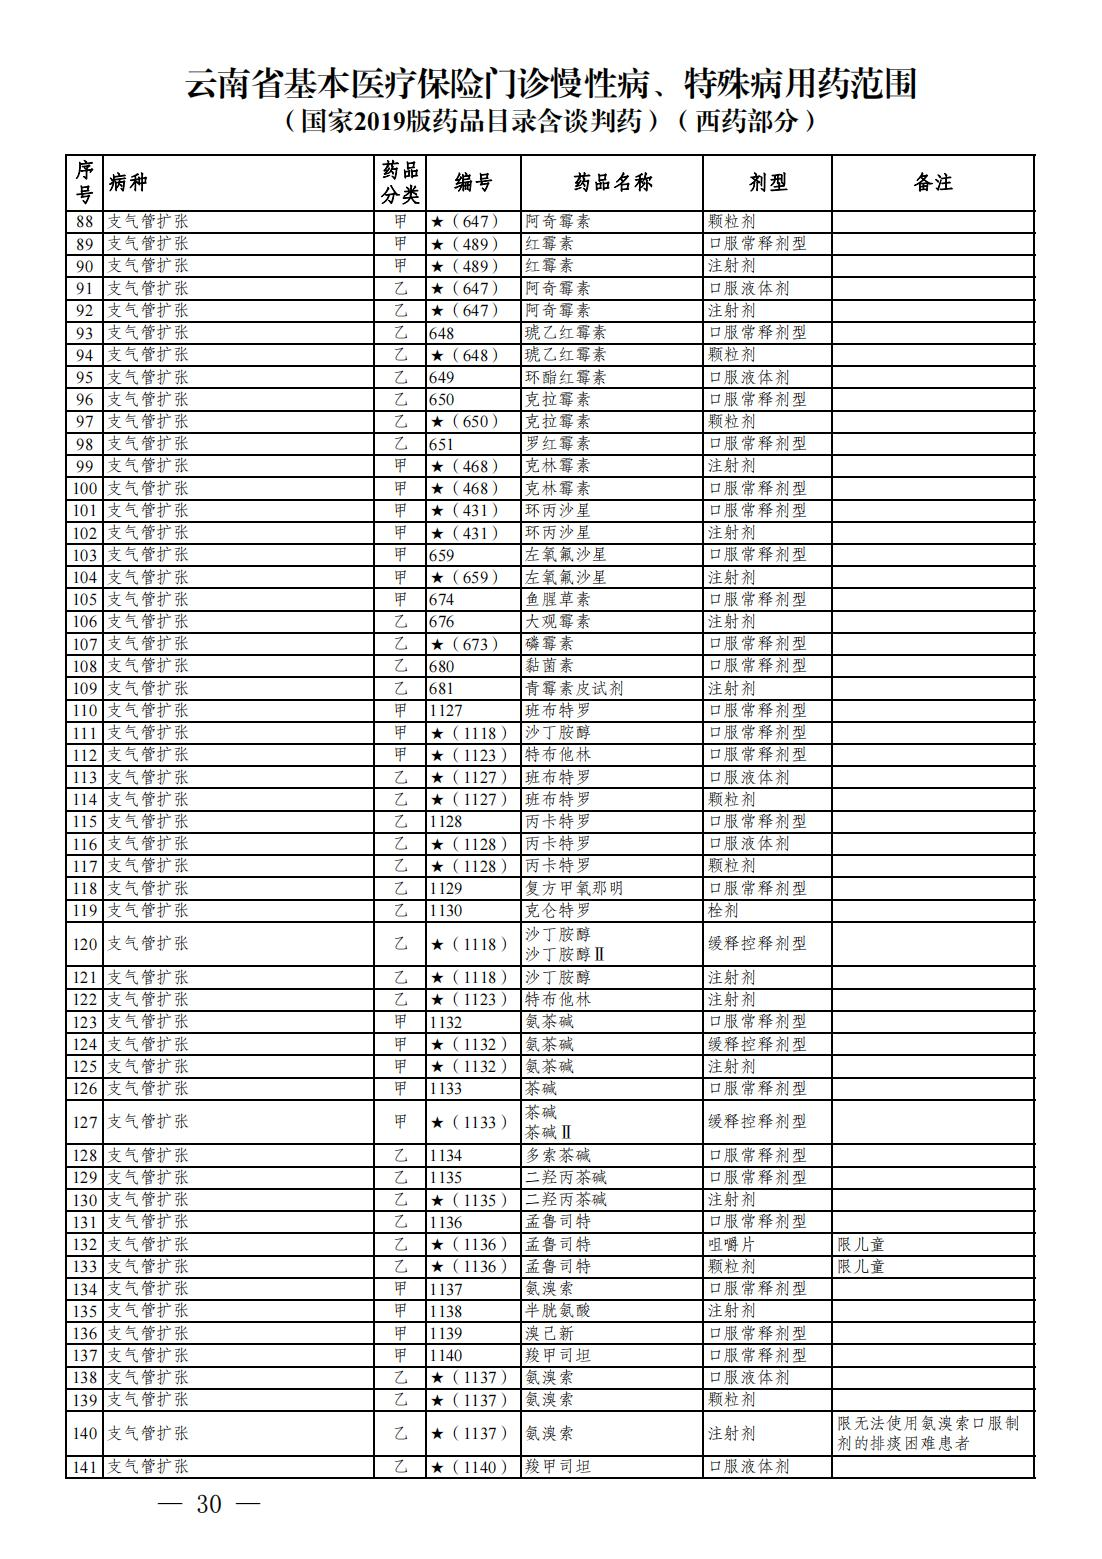 云南省基本医疗保险门诊慢性病、特殊病用药范围
（国家2019版药品目录含谈判药）（西药部分）
序号 病种 药品分类 编号 药品名称 剂型 备注
88 支气管扩张 甲 ★（647） 阿奇霉素 颗粒剂
89 支气管扩张 甲 ★（489） 红霉素 口服常释剂型
90 支气管扩张 甲 ★（489） 红霉素 注射剂
91 支气管扩张 乙 ★（647） 阿奇霉素 口服液体剂
92 支气管扩张 乙 ★（647） 阿奇霉素 注射剂
93 支气管扩张 乙 648 琥乙红霉素 口服常释剂型
94 支气管扩张 乙 ★（648） 琥乙红霉素 颗粒剂
95 支气管扩张 乙 649 环酯红霉素 口服液体剂
96 支气管扩张 乙 650 克拉霉素 口服常释剂型
97 支气管扩张 乙 ★（650） 克拉霉素 颗粒剂
98 支气管扩张 乙 651 罗红霉素 口服常释剂型
99 支气管扩张 甲 ★（468） 克林霉素 注射剂
100 支气管扩张 甲 ★（468） 克林霉素 口服常释剂型
101 支气管扩张 甲 ★（431） 环丙沙星 口服常释剂型
102 支气管扩张 甲 ★（431） 环丙沙星 注射剂
103 支气管扩张 甲 659 左氧氟沙星 口服常释剂型
104 支气管扩张 甲 ★（659） 左氧氟沙星 注射剂
105 支气管扩张 甲 674 鱼腥草素 口服常释剂型
106 支气管扩张 乙 676 大观霉素 注射剂
107 支气管扩张 乙 ★（673） 磷霉素 口服常释剂型
108 支气管扩张 乙 680 黏菌素 口服常释剂型
109 支气管扩张 乙 681 青霉素皮试剂 注射剂
110 支气管扩张 甲 1127 班布特罗 口服常释剂型
111 支气管扩张 甲 ★（1118） 沙丁胺醇 口服常释剂型
112 支气管扩张 甲 ★（1123） 特布他林 口服常释剂型
113 支气管扩张 乙 ★（1127） 班布特罗 口服液体剂
114 支气管扩张 乙 ★（1127） 班布特罗 颗粒剂
115 支气管扩张 乙 1128 丙卡特罗 口服常释剂型
116 支气管扩张 乙 ★（1128） 丙卡特罗 口服液体剂
117 支气管扩张 乙 ★（1128） 丙卡特罗 颗粒剂
118 支气管扩张 乙 1129 复方甲氧那明 口服常释剂型
119 支气管扩张 乙 1130 克仑特罗 栓剂
120 支气管扩张 乙 ★（1118） 沙丁胺醇 沙丁胺醇Ⅱ 缓释控释剂型
121 支气管扩张 乙 ★（1118） 沙丁胺醇 注射剂
122 支气管扩张 乙 ★（1123） 特布他林 注射剂
123 支气管扩张 甲 1132 氨茶碱 口服常释剂型
124 支气管扩张 甲 ★（1132） 氨茶碱 缓释控释剂型
125 支气管扩张 甲 ★（1132） 氨茶碱 注射剂
126 支气管扩张 甲 1133 茶碱 口服常释剂型
127 支气管扩张 甲 ★（1133） 茶碱 茶碱Ⅱ 缓释控释剂型
128 支气管扩张 乙 1134 多索茶碱 口服常释剂型
129 支气管扩张 乙 1135 二羟丙茶碱 口服常释剂型
130 支气管扩张 乙 ★（1135） 二羟丙茶碱 注射剂
131 支气管扩张 乙 1136 孟鲁司特 口服常释剂型
132 支气管扩张 乙 ★（1136） 孟鲁司特 咀嚼片 限儿童
133 支气管扩张 乙 ★（1136） 孟鲁司特 颗粒剂 限儿童
134 支气管扩张 甲 1137 氨溴索 口服常释剂型
135 支气管扩张 甲 1138 半胱氨酸 注射剂
136 支气管扩张 甲 1139 溴己新 口服常释剂型
137 支气管扩张 甲 1140 羧甲司坦 口服常释剂型
138 支气管扩张 乙 ★（1137） 氨溴索 口服液体剂
139 支气管扩张 乙 ★（1137） 氨溴索 颗粒剂
140 支气管扩张 乙 ★（1137） 氨溴索 注射剂 限无法使用氨溴索口服制剂的排痰困难患者
141 支气管扩张 乙 ★（1140） 羧甲司坦 口服液体剂
— 30 —